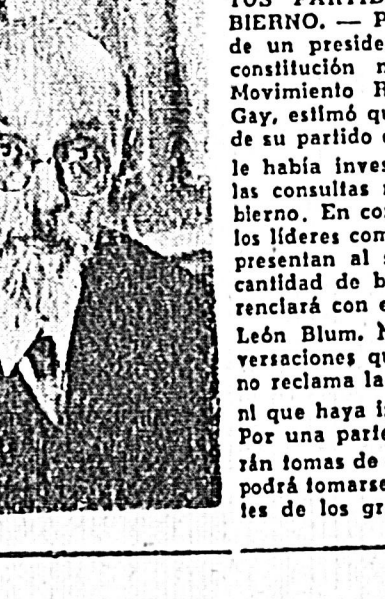 TOS PARTID
BIERNO. — P
de un preside
constitución n
Movimiento R
Gay, estimó qu
de su partido
le había inves
las consultas
bierno. En co
los líderes com
presentan al s
cantidad de b
renciará con e
León Blum. N
versaciones qu
no reclama la
ni que haya i
Por una parte
rán tomas de
podrá tomarse
tes de los gr